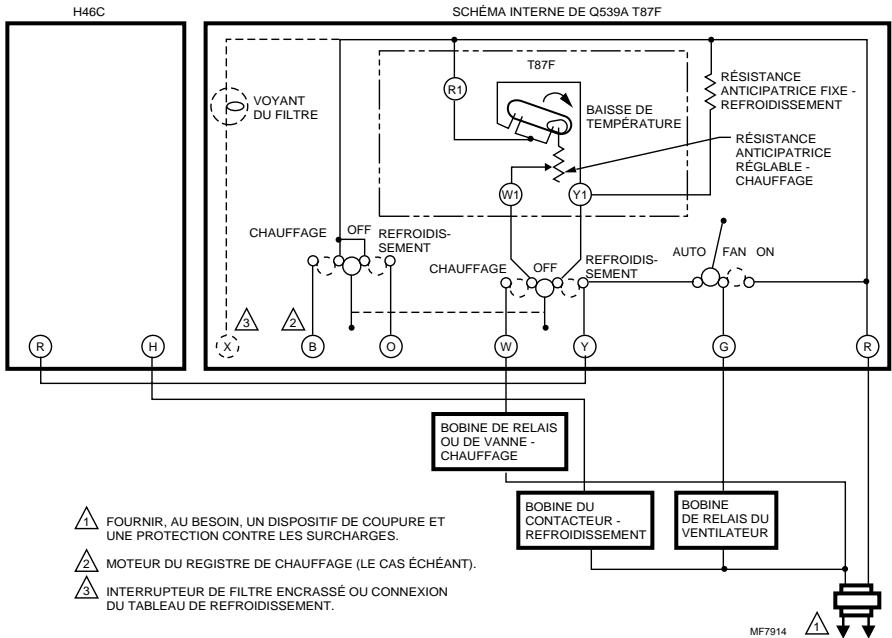 H46C
SCHÉMA INTERNE DE Q539A T87F
T87F
R1
VOYANT
DU FILTRE
BAISSE DE
TEMPÉRATURE
RÉSISTANCE
ANTICIPATRICE FIXE -
REFROIDISSEMENT
RÉSISTANCE
ANTICIPATRICE
RÉGLABLE -
CHAUFFAGE
W1
Y1
CHAUFFAGE
OFF
REFROIDIS-
SEMENT
CHAUFFAGE
OFF
REFROIDIS-
SEMENT
AUTO FAN ON
3
2
R
H
X
B
O
W
Y
G
R
BOBINE DE RELAIS
OU DE VANNE -
CHAUFFAGE
BOBINE DU
CONTACTEUR -
REFROIDISSEMENT
BOBINE
DE RELAIS DU
VENTILATEUR
1 FOURNIR, AU BESOIN, UN DISPOSITIF DE COUPURE ET
UNE PROTECTION CONTRE LES SURCHARGES.
2 MOTEUR DU REGISTRE DE CHAUFFAGE (LE CAS ÉCHÉANT).
3 INTERRUPTEUR DE FILTRE ENCRASSÉ OU CONNEXION
DU TABLEAU DE REFROIDISSEMENT.
MF7914
1